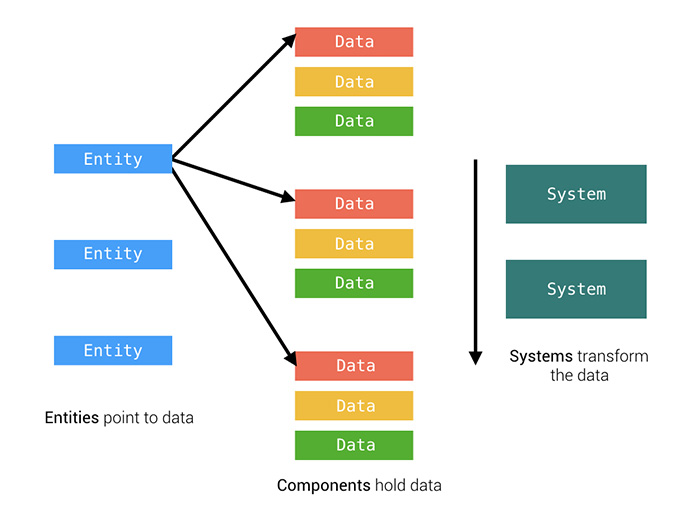 Entity
Entity
Entity
Entities point to data
Data
Data
Data
Data
Data
Data
Data
Data
Data
Components hold data
System
System
Systems transform
the data